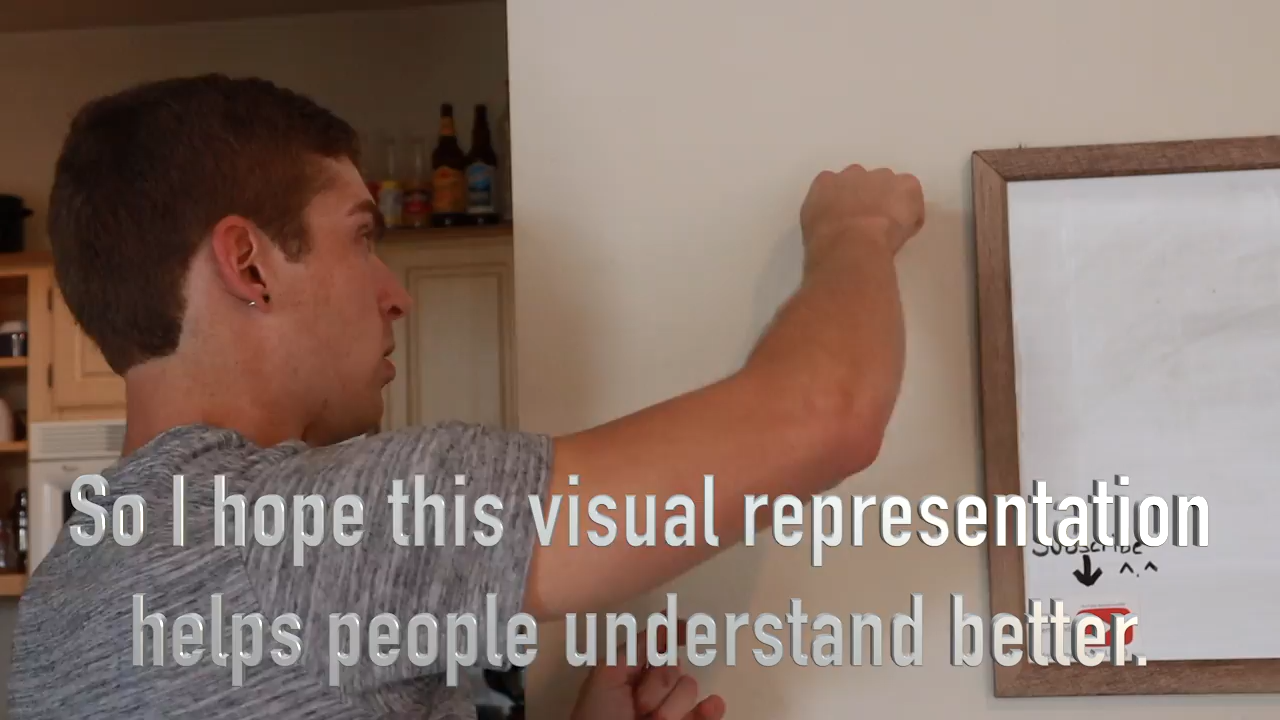 So I hope this visual representation
helps people understand better.
Subscribe
^.^